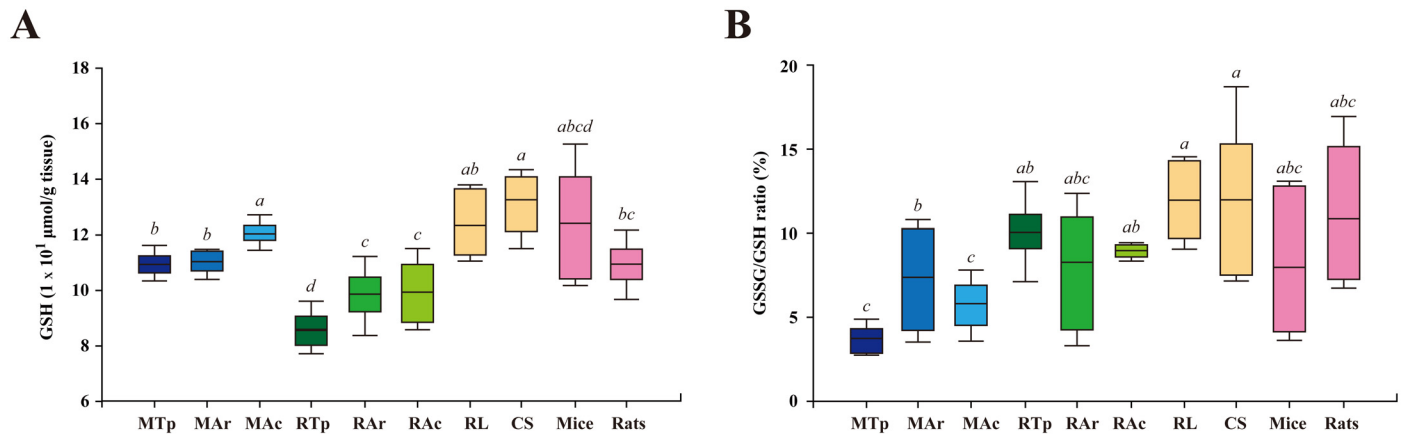 A
GSH (1 x 10¹ μmol/g tissue)
18
16
14
12
10
8
6
b
b
a
d
c
c
ab
a
abcd
bc
MTp MAr MAc RTp RAr RAc RL CS Mice Rats
B
GSSG/GSH ratio (%)
20
15
10
5
0
c
b
c
ab
abc
ab
a
a
abc
abc
MTp MAr MAc RTp RAr RAc RL CS Mice Rats